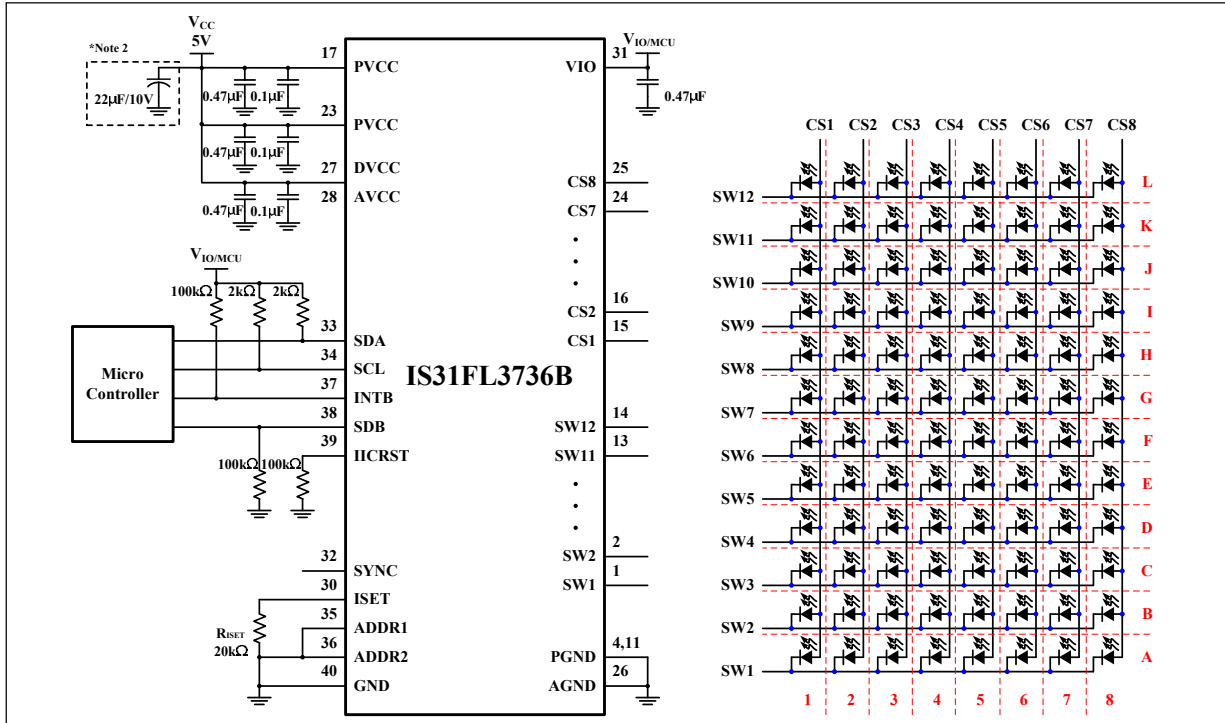 *Note 2
22µF/10V
VCC
5V
0.47µF 0.1µF
0.47µF 0.1µF
0.47µF 0.1µF
17 PVCC
23 PVCC
27 DVCC
28 AVCC
VIO/MCU
100kΩ 2kΩ 2kΩ
Micro
Controller
33 SDA
34 SCL
37 INTB
38 SDB
39 IICRST
100kΩ 100kΩ
32 SYNC
30 ISET
35 ADDR1
36 ADDR2
40 GND
RISET
20kΩ
IS31FL3736B
VIO 31
VIO/MCU
0.47µF
CS8 25
CS7 24
CS2 16
CS1 15
SW12 14
SW11 13
SW2 2
SW1 1
PGND 4,11
AGND 26
CS1 CS2 CS3 CS4 CS5 CS6 CS7 CS8
SW12 L
SW11 K
SW10 J
SW9 I
SW8 H
SW7 G
SW6 F
SW5 E
SW4 D
SW3 C
SW2 B
SW1 A
1 2 3 4 5 6 7 8